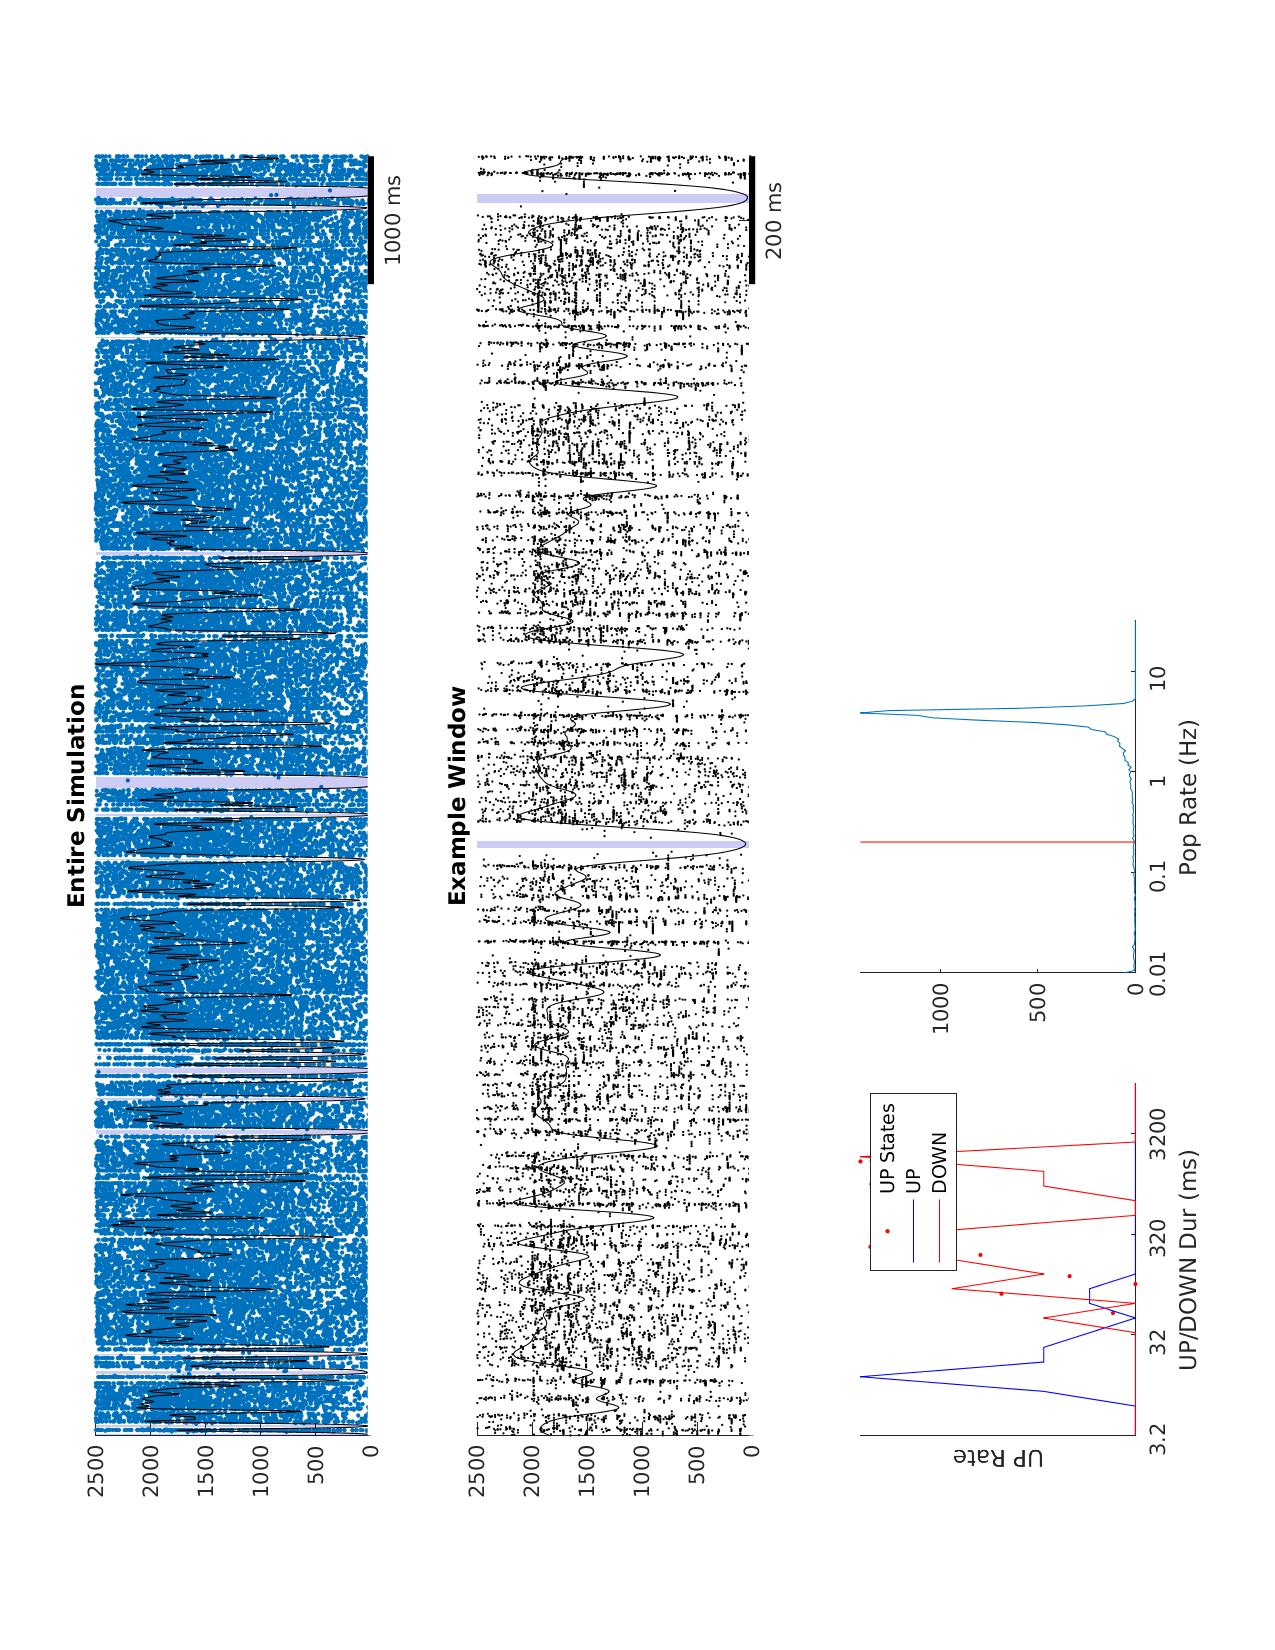 Entire Simulation
2500
2000
1500
1000
500
0
1000 ms
Example Window
2500
2000
1500
1000
500
0
200 ms
UP Rate
UP States
UP
DOWN
3.2 32 320 3200
UP/DOWN Dur (ms)
1000
500
0
0.01 0.1 1 10
Pop Rate (Hz)